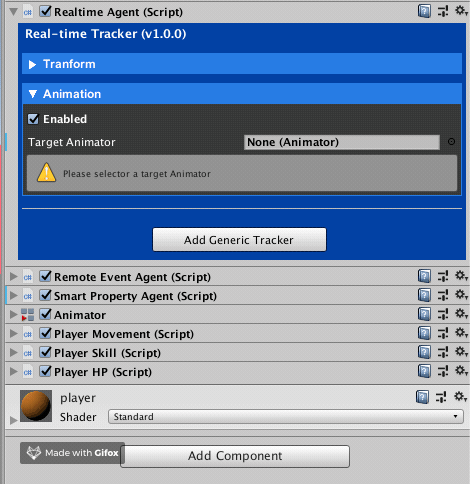 Realtime Agent (Script)
Real-time Tracker (v1.0.0)
Tranform
Animation
Enabled
Target Animator None (Animator)
Please selector a target Animator
Add Generic Tracker
Remote Event Agent (Script)
Smart Property Agent (Script)
Animator
Player Movement (Script)
Player Skill (Script)
Player HP (Script)
player
Shader Standard
Made with Gifox
Add Component